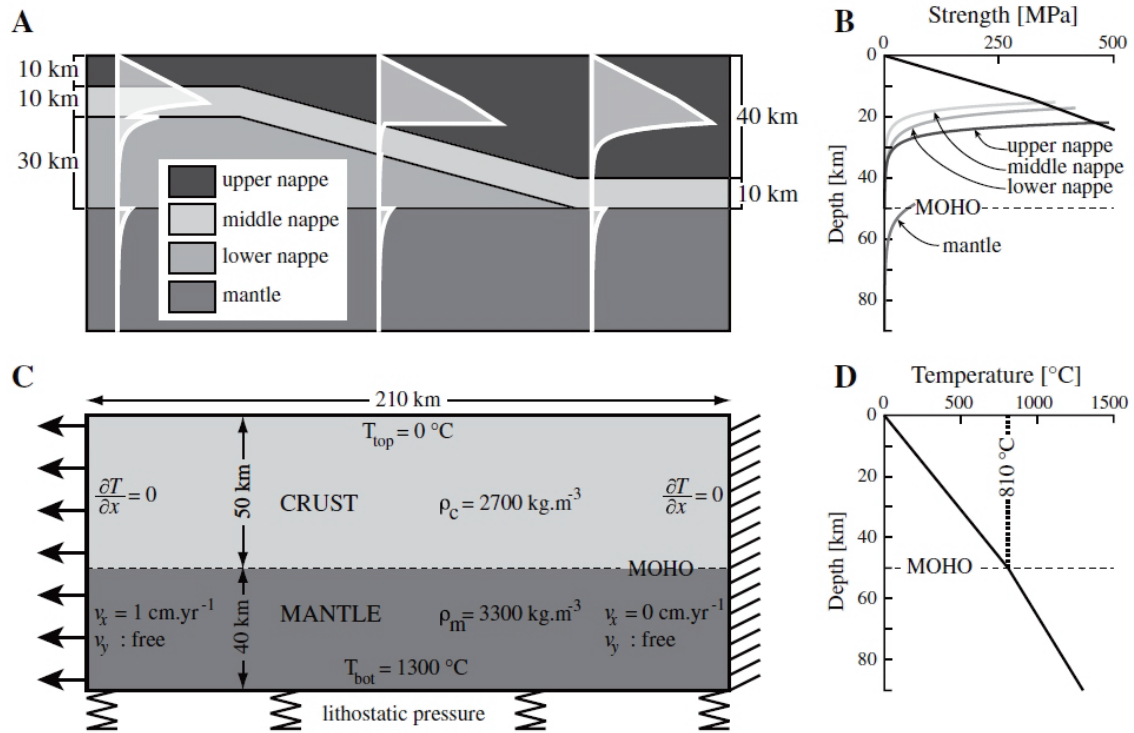 A
10 km
10 km
30 km
40 km
10 km
upper nappe
middle nappe
lower nappe
mantle
B
Strength [MPa]
0
250
500
0
20
40
60
80
Depth [km]
upper nappe
middle nappe
lower nappe
MOHO
mantle
C
210 km
T_top = 0 °C
∂T/∂x = 0
50 km
CRUST
ρ_c = 2700 kg.m⁻³
∂T/∂x = 0
MOHO
v_x = 1 cm.yr⁻¹
v_y : free
40 km
MANTLE
ρ_m = 3300 kg.m⁻³
v_x = 0 cm.yr⁻¹
v_y : free
T_bot = 1300 °C
lithostatic pressure
D
Temperature [°C]
0
500
1000
1500
0
20
40
60
80
Depth [km]
810 °C
MOHO